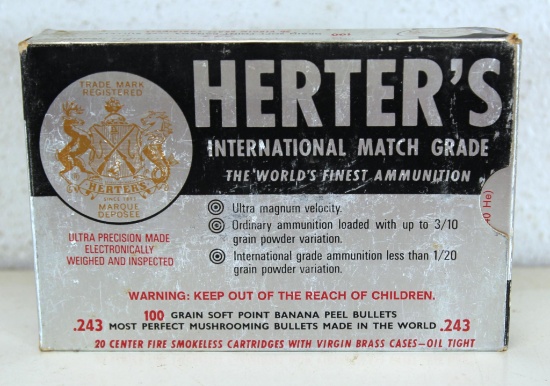 TRADE MARK
REGISTERED
HERTERS
SINCE 1893
MARQUE
DEPOSEE
ULTRA PRECISION MADE
ELECTRONICALLY
WEIGHED AND INSPECTED
HERTER'S
INTERNATIONAL MATCH GRADE
THE WORLD'S FINEST AMMUNITION
Ultra magnum velocity.
Ordinary ammunition loaded with up to 3/10
grain powder variation.
International grade ammunition less than 1/20
grain powder variation.
WARNING: KEEP OUT OF THE REACH OF CHILDREN.
100 GRAIN SOFT POINT BANANA PEEL BULLETS
.243 MOST PERFECT MUSHROOMING BULLETS MADE IN THE WORLD .243
20 CENTER FIRE SMOKELESS CARTRIDGES WITH VIRGIN BRASS CASES—OIL TIGHT